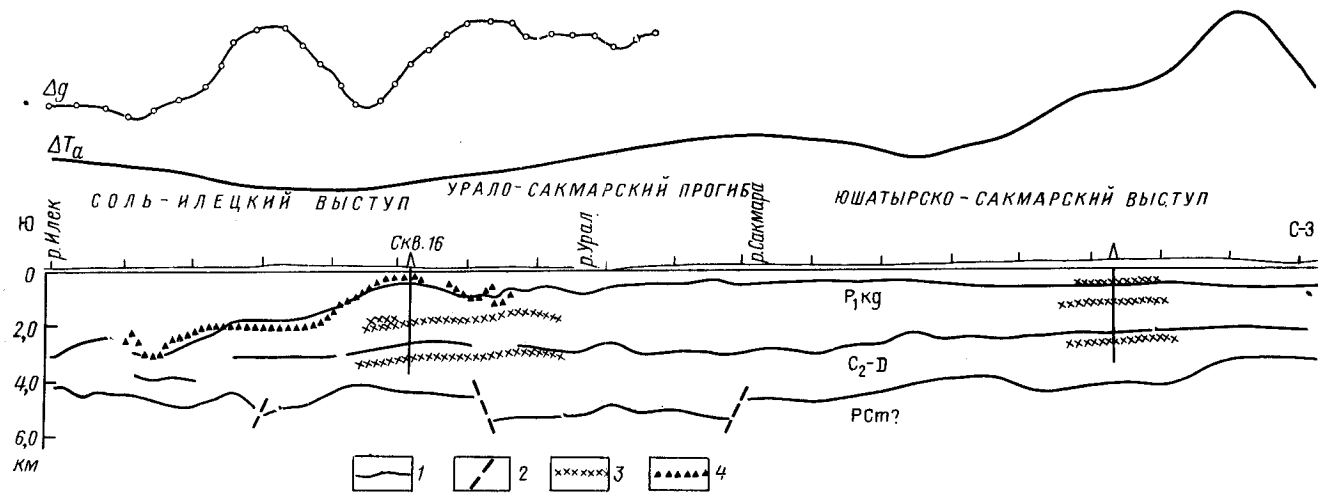 Δg
ΔTa
СОЛЬ-ИЛЕЦКИЙ ВЫСТУП
УРАЛО-САКМАРСКИЙ ПРОГИБ
ЮШАТЫРСКО-САКМАРСКИЙ ВЫСТУП
Ю
р.Илек
Скв.16
р.Урал
р.Сакмара
С-З
0
2,0
4,0
6,0
км
P₁kg
C₂-D
PCm?
1
2
3
4